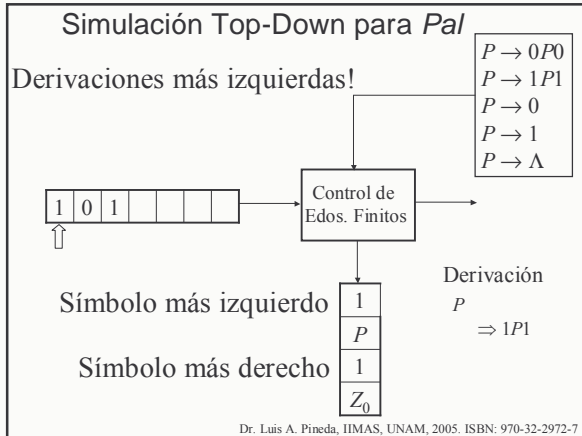 Simulación Top-Down para Pal
Derivaciones más izquierdas!
P → 0P0
P → 1P1
P → 0
P → 1
P → Λ
1 0 1
Control de
Edos. Finitos
Símbolo más izquierdo
Símbolo más derecho
1
P
1
Z0
Derivación
P
⇒ 1P1
Dr. Luis A. Pineda, IIMAS, UNAM, 2005. ISBN: 970-32-2972-7